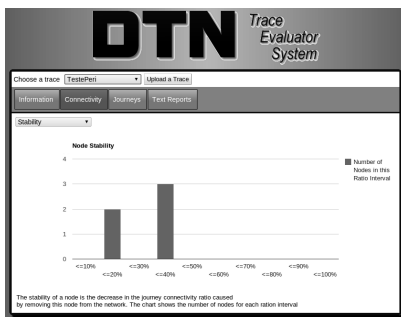 DTN Trace
Evaluator
System
Choose a trace TestePeri Upload a Trace
Information Connectivity Journeys Text Reports
Stability
Node Stability
4
3
2
1
0
Number of
Nodes in this
Ratio Interval
<=10% <=30% <=50% <=70% <=90%
<=20% <=40% <=60% <=80% <=100%
The stability of a node is the decrease in the journey connectivity ratio caused
by removing this node from the network. The chart shows the number of nodes for each ration interval